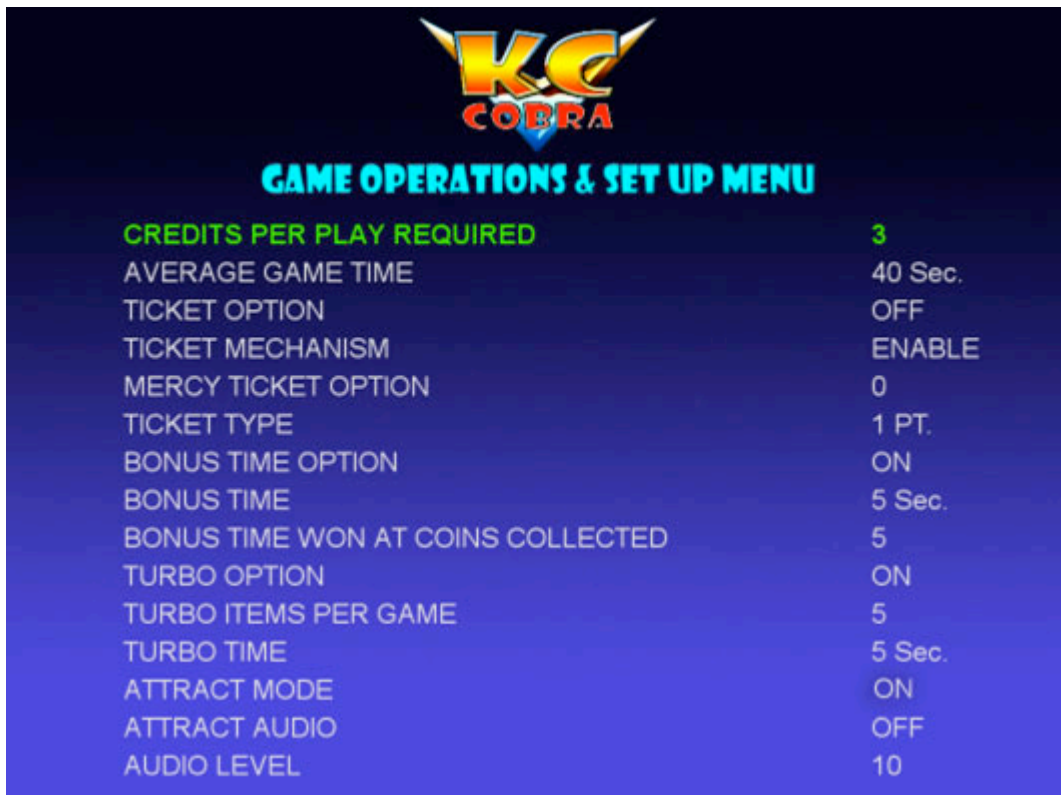 KC
COBRA
GAME OPERATIONS & SET UP MENU
CREDITS PER PLAY REQUIRED 3
AVERAGE GAME TIME 40 Sec.
TICKET OPTION OFF
TICKET MECHANISM ENABLE
MERCY TICKET OPTION 0
TICKET TYPE 1 PT.
BONUS TIME OPTION ON
BONUS TIME 5 Sec.
BONUS TIME WON AT COINS COLLECTED 5
TURBO OPTION ON
TURBO ITEMS PER GAME 5
TURBO TIME 5 Sec.
ATTRACT MODE ON
ATTRACT AUDIO OFF
AUDIO LEVEL 10